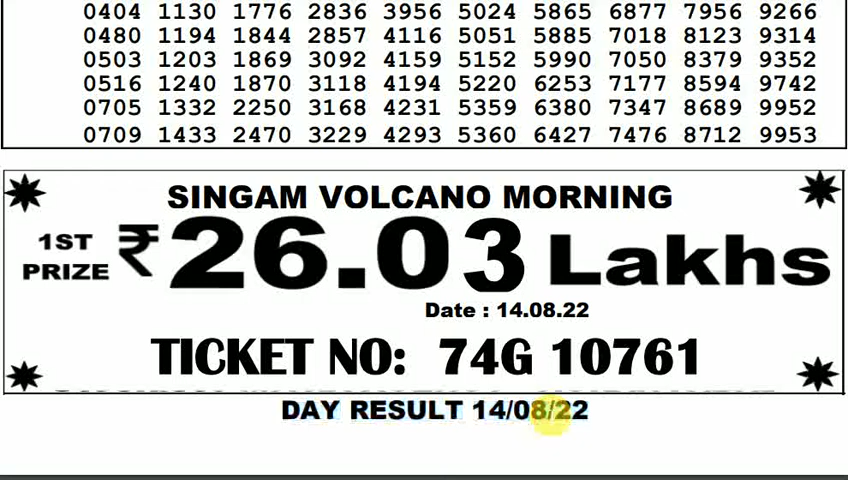 0404 1130 1776 2836 3956 5024 5865 6877 7956 9266
0480 1194 1844 2857 4116 5051 5885 7018 8123 9314
0503 1203 1869 3092 4159 5152 5990 7050 8379 9352
0516 1240 1870 3118 4194 5220 6253 7177 8594 9742
0705 1332 2250 3168 4231 5359 6380 7347 8689 9952
0709 1433 2470 3229 4293 5360 6427 7476 8712 9953
SINGAM VOLCANO MORNING
1ST PRIZE ₹ 26.03 Lakhs
Date : 14.08.22
TICKET NO: 74G 10761
DAY RESULT 14/08/22